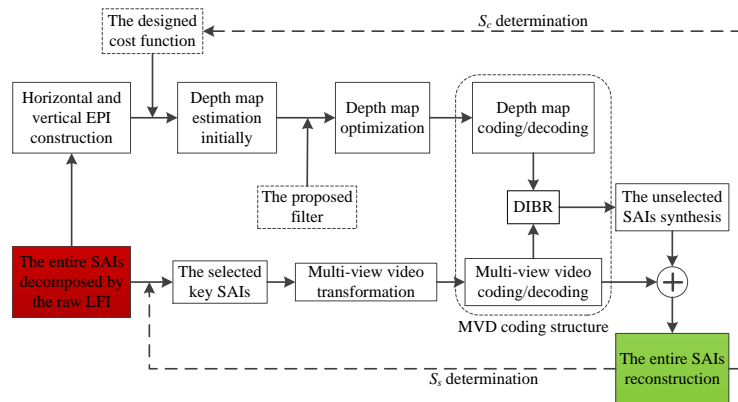 The designed
cost function
S_c determination
Horizontal and
vertical EPI
construction
Depth map
estimation
initially
Depth map
optimization
Depth map
coding/decoding
The proposed
filter
DIBR
The unselected
SAIs synthesis
The entire SAIs
decomposed by
the raw LFI
The selected
key SAIs
Multi-view video
transformation
Multi-view video
coding/decoding
+
MVD coding structure
The entire SAIs
reconstruction
S_s determination